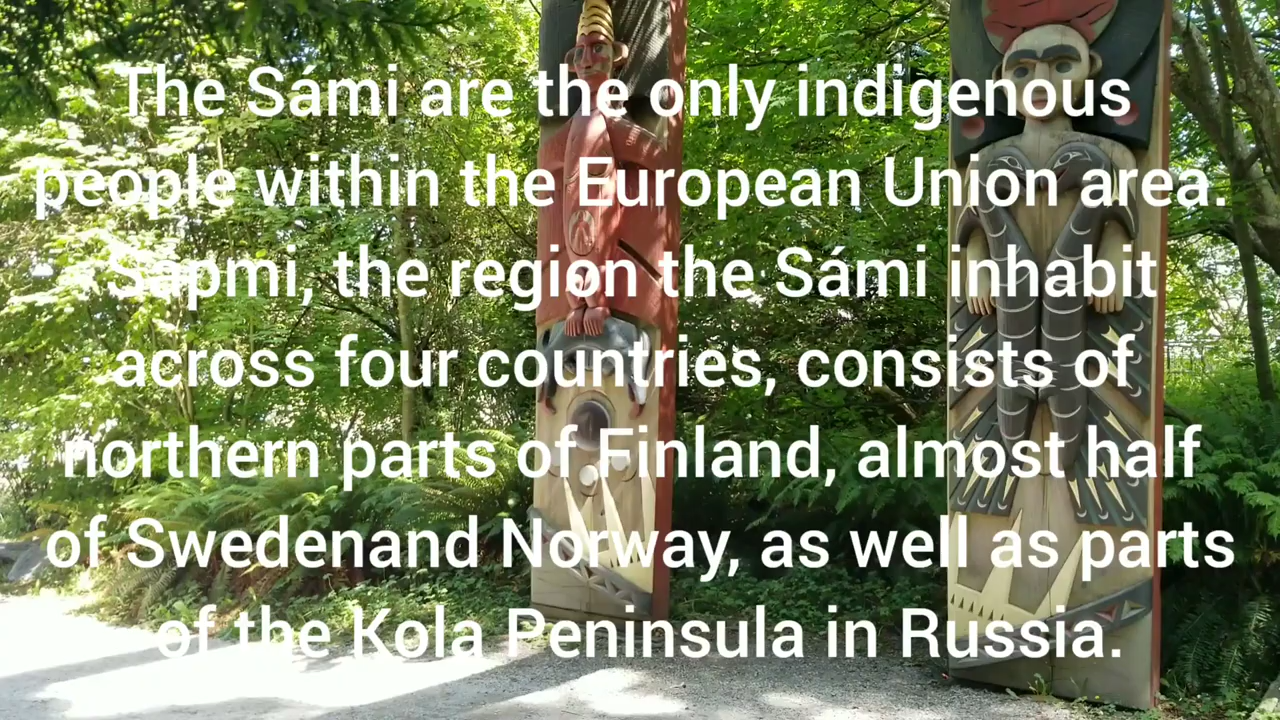 The Sámi are the only indigenous
people within the European Union area.
Sápmi, the region the Sámi inhabit
across four countries, consists of
northern parts of Finland, almost half
of Swedenand Norway, as well as parts
of the Kola Peninsula in Russia.